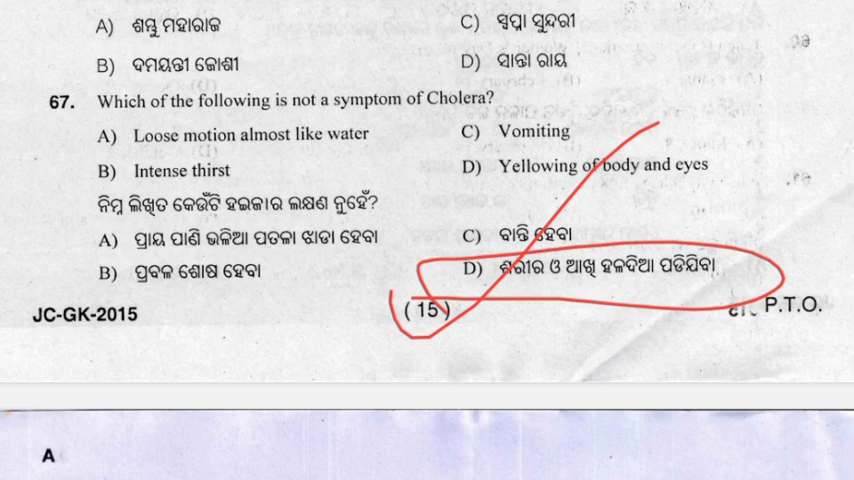 A) ଶମ୍ଭୁ ମହାରାଜ
C) ସ୍ୱପ୍ନା ସୁନ୍ଦରୀ
B) ଦମୟନ୍ତୀ ଜୋଶୀ
D) ସାନ୍ତା ରାୟ
67. Which of the following is not a symptom of Cholera?
A) Loose motion almost like water
C) Vomiting
B) Intense thirst
D) Yellowing of body and eyes
ନିମ୍ନ ଲିଖିତ କେଉଁଟି ହଇଜାର ଲକ୍ଷଣ ନୁହେଁ?
A) ପ୍ରାୟ ପାଣି ଭଳିଆ ପତଳା ଝାଡା ହେବା
C) ବାନ୍ତି ହେବା
B) ପ୍ରବଳ ଶୋଷ ହେବା
D) ଶରୀର ଓ ଆଖି ହଳଦିଆ ପଡିଯିବା
JC-GK-2015
( 15 )
P.T.O.
A